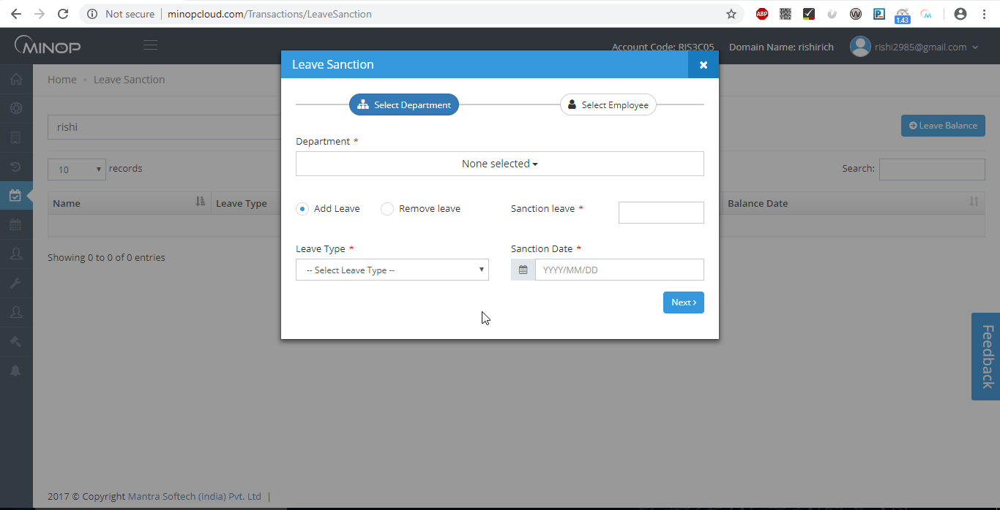 Not secure | minopcloud.com/Transactions/LeaveSanction
ABP
1.43
MINOP
Account Code: RIS3C05 Domain Name: rishirich rishi2985@gmail.com
Home • Leave Sanction
Leave Sanction
Select Department
Select Employee
rishi
Leave Balance
Department *
None selected
10 records
Search:
Name
Leave Type
Balance Date
Add Leave
Remove leave
Sanction leave *
Leave Type *
Sanction Date *
-- Select Leave Type --
YYYY/MM/DD
Showing 0 to 0 of 0 entries
Next ›
Feedback
2017 © Copyright Mantra Softech (India) Pvt. Ltd |